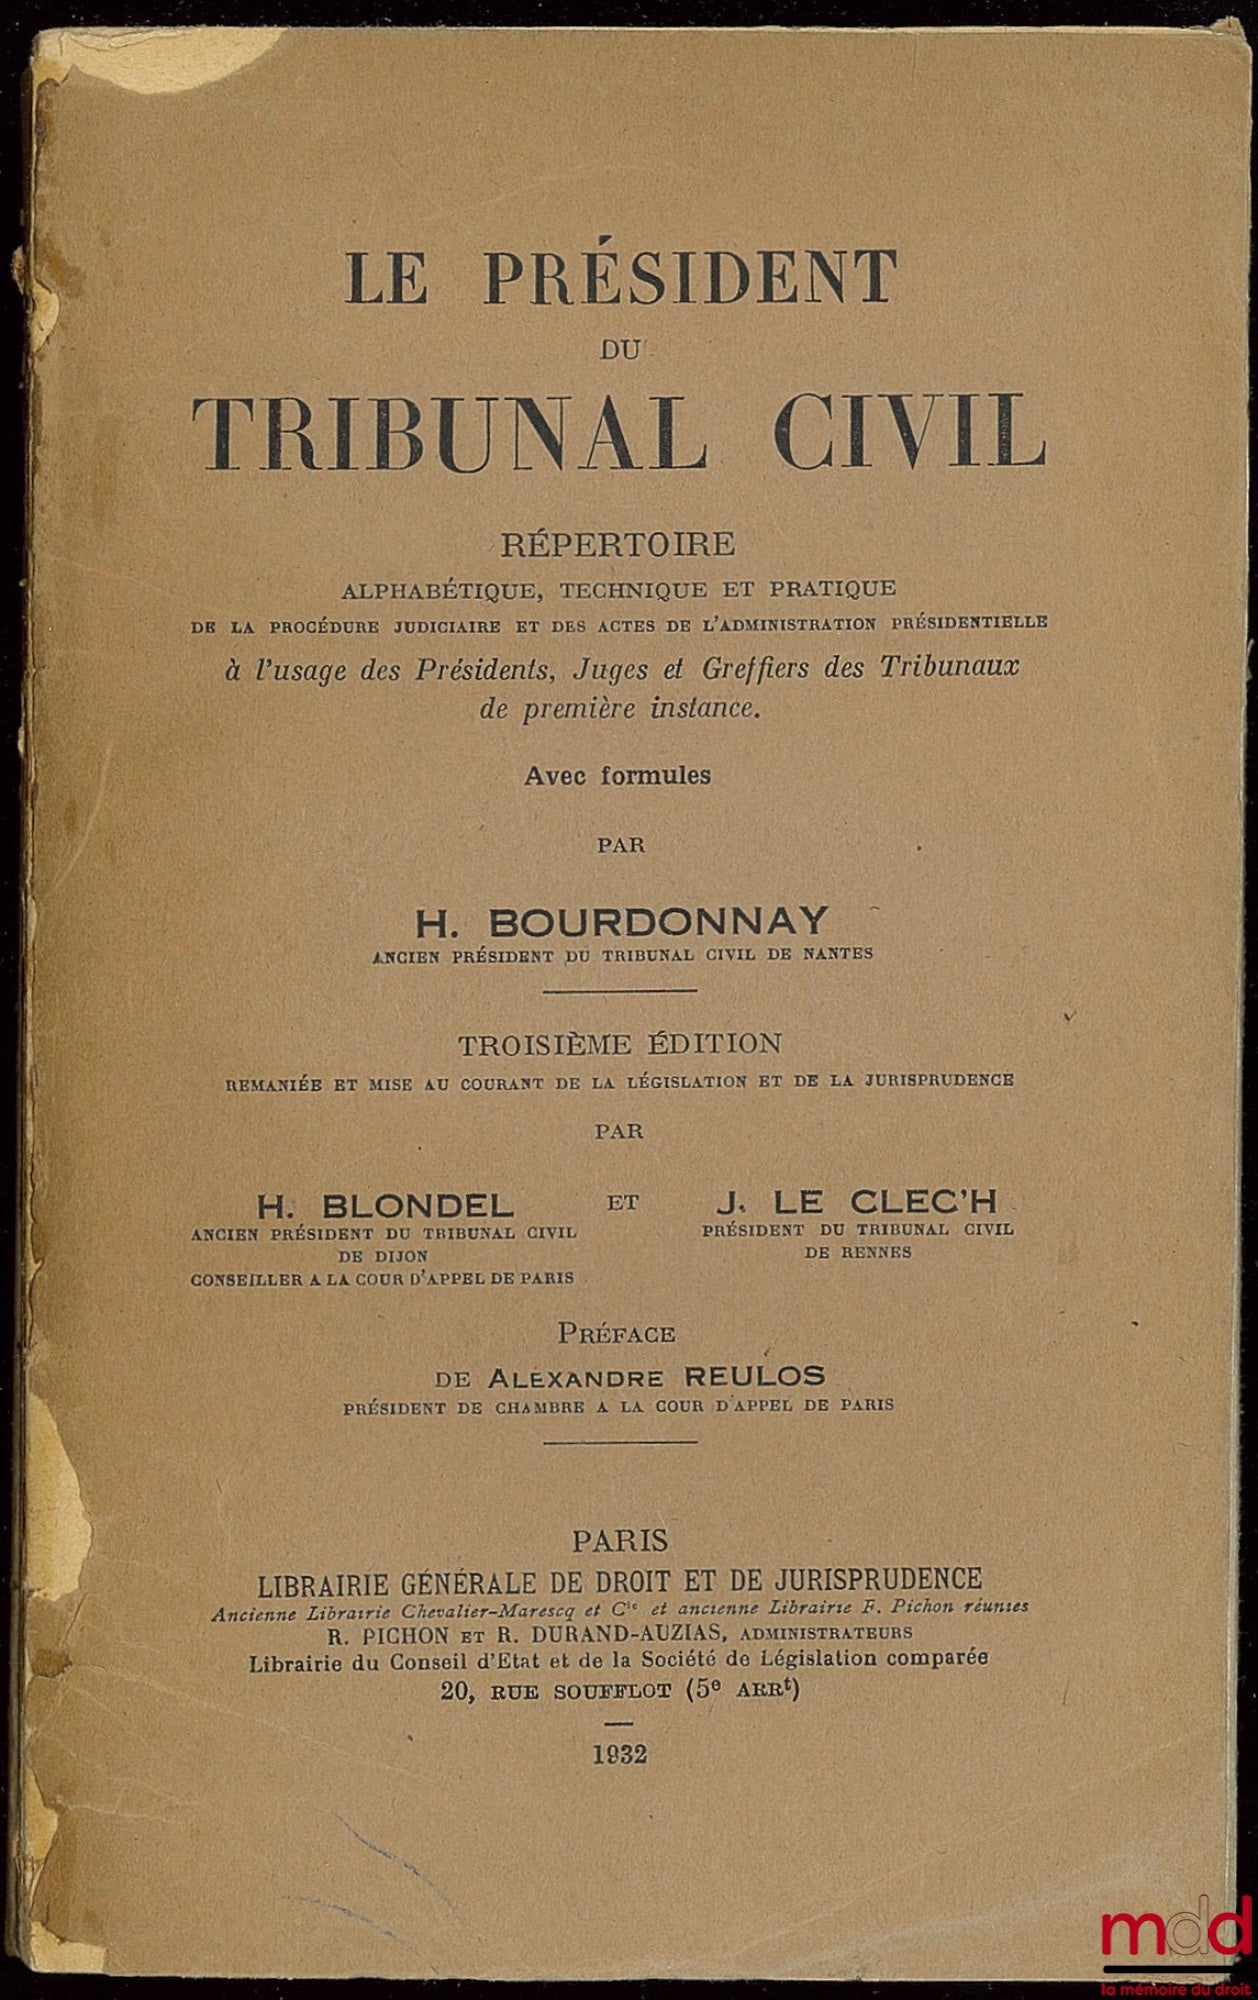 LE PRÉSIDENT
DU
TRIBUNAL CIVIL
RÉPERTOIRE
ALPHABÉTIQUE, TECHNIQUE ET PRATIQUE
DE LA PROCÉDURE JUDICIAIRE ET DES ACTES DE L'ADMINISTRATION PRÉSIDENTIELLE
à l'usage des Présidents, Juges et Greffiers des Tribunaux
de première instance.
Avec formules
PAR
H. BOURDONNAY
ANCIEN PRÉSIDENT DU TRIBUNAL CIVIL DE NANTES
TROISIÈME ÉDITION
REMANIÉE ET MISE AU COURANT DE LA LÉGISLATION ET DE LA JURISPRUDENCE
PAR
H. BLONDEL ET J. LE CLEC'H
ANCIEN PRÉSIDENT DU TRIBUNAL CIVIL PRÉSIDENT DU TRIBUNAL CIVIL
DE DIJON DE RENNES
CONSEILLER A LA COUR D'APPEL DE PARIS
PRÉFACE
DE ALEXANDRE REULOS
PRÉSIDENT DE CHAMBRE A LA COUR D'APPEL DE PARIS
PARIS
LIBRAIRIE GÉNÉRALE DE DROIT ET DE JURISPRUDENCE
Ancienne Librairie Chevalier-Marescq et Cie et ancienne Librairie F. Pichon réunies
R. PICHON ET R. DURAND-AUZIAS, ADMINISTRATEURS
Librairie du Conseil d'Etat et de la Société de Législation comparée
20, RUE SOUFFLOT (5e ARRt)
1932
mdd
la mémoire du droit